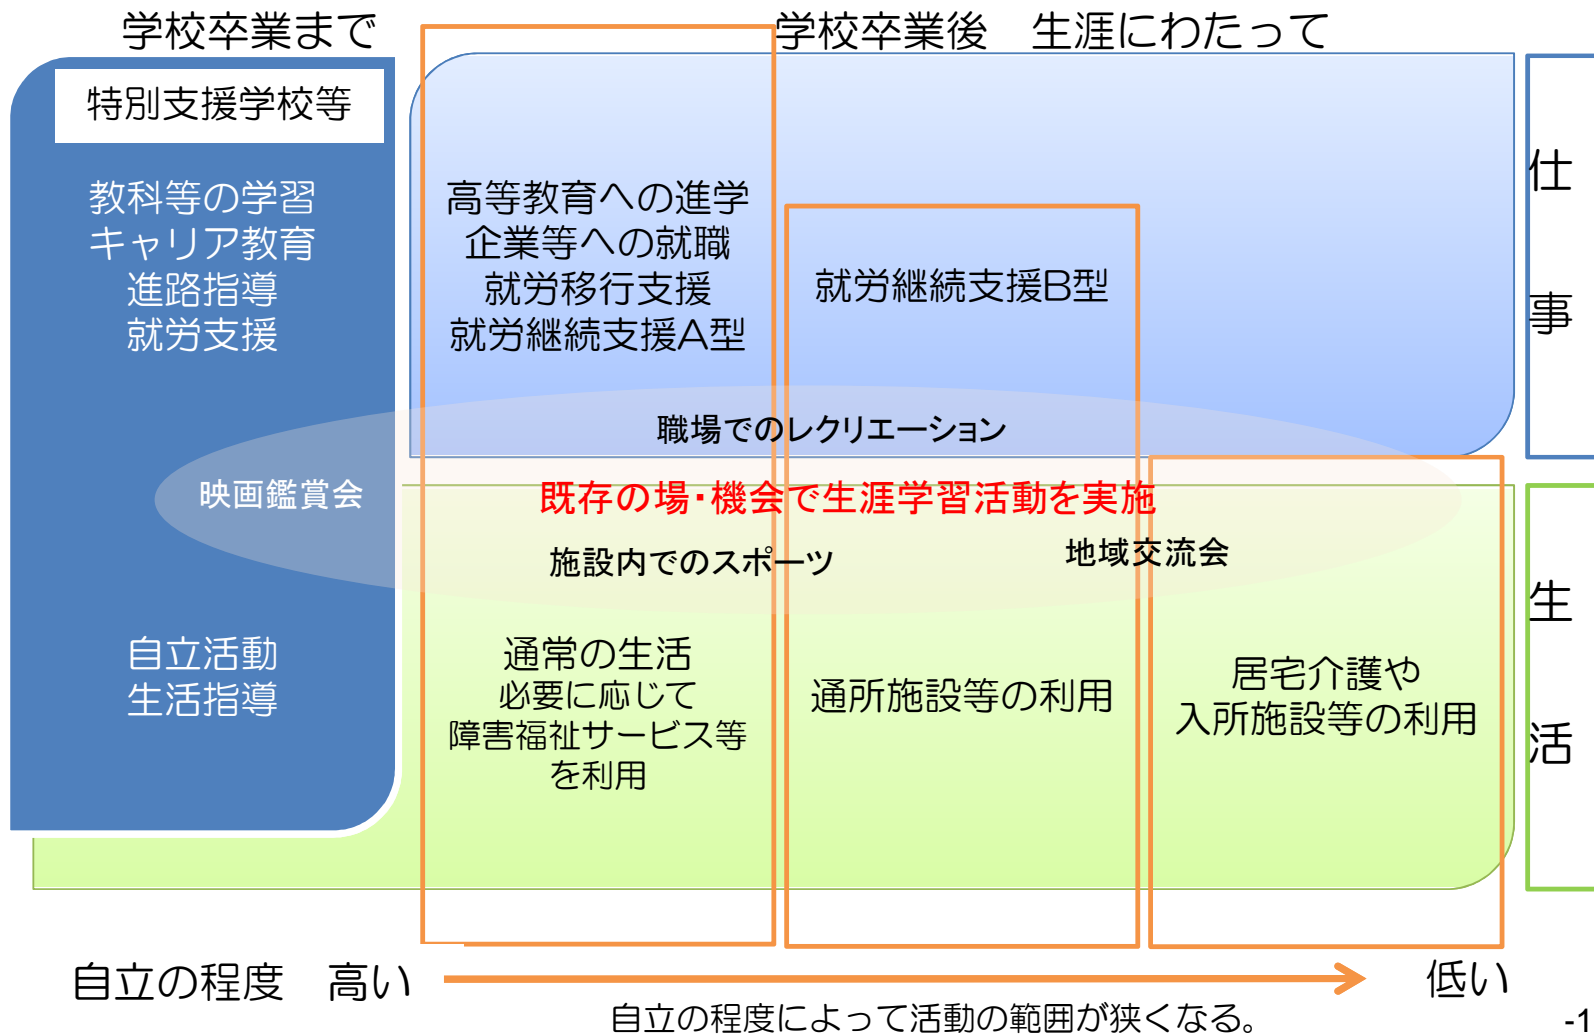 学校卒業まで
学校卒業後　生涯にわたって
特別支援学校等
教科等の学習
キャリア教育
進路指導
就労支援
高等教育への進学
企業等への就職
就労移行支援
就労継続支援A型
就労継続支援B型
仕
事
職場でのレクリエーション
映画鑑賞会
既存の場・機会で生涯学習活動を実施
施設内でのスポーツ
地域交流会
自立活動
生活指導
通常の生活
必要に応じて
障害福祉サービス等
を利用
通所施設等の利用
居宅介護や
入所施設等の利用
生
活
自立の程度　高い
低い
自立の程度によって活動の範囲が狭くなる。
-1